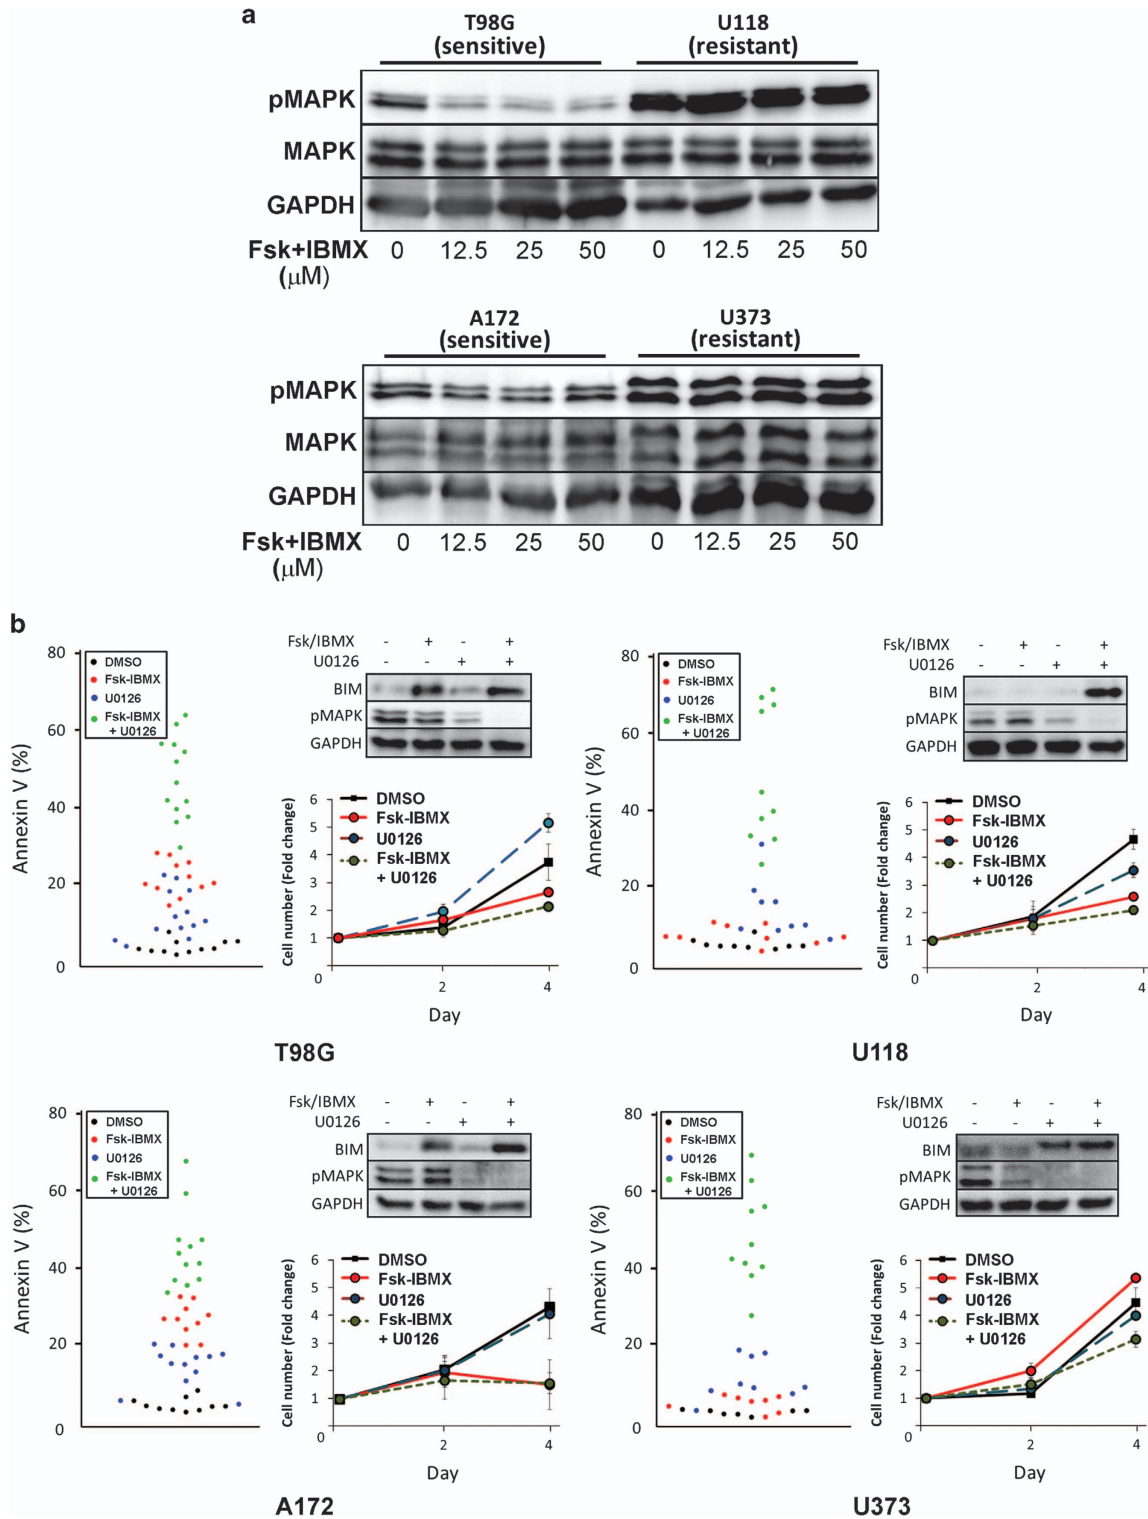 a
T98G U118
(sensitive) (resistant)
pMAPK
MAPK
GAPDH
Fsk+IBMX 0 12.5 25 50 0 12.5 25 50
(μM)
A172 U373
(sensitive) (resistant)
pMAPK
MAPK
GAPDH
Fsk+IBMX 0 12.5 25 50 0 12.5 25 50
(μM)
b
Annexin V (%)
80
60
40
20
0
DMSO
Fsk-IBMX
U0126
Fsk-IBMX
+ U0126
Fsk/IBMX - + - +
U0126 - - + +
BIM
pMAPK
GAPDH
Cell number (Fold change)
6
5
4
3
2
1
0
2 4
Day
DMSO
Fsk-IBMX
U0126
Fsk-IBMX
+ U0126
T98G
Annexin V (%)
80
60
40
20
0
DMSO
Fsk-IBMX
U0126
Fsk-IBMX
+ U0126
Fsk/IBMX - + - +
U0126 - - + +
BIM
pMAPK
GAPDH
Cell number (Fold change)
6
5
4
3
2
1
0
2 4
Day
DMSO
Fsk-IBMX
U0126
Fsk-IBMX
+ U0126
U118
Annexin V (%)
80
60
40
20
0
DMSO
Fsk-IBMX
U0126
Fsk-IBMX
+ U0126
Fsk/IBMX - + - +
U0126 - - + +
BIM
pMAPK
GAPDH
Cell number (Fold change)
6
5
4
3
2
1
0
2 4
Day
DMSO
Fsk-IBMX
U0126
Fsk-IBMX
+ U0126
A172
Annexin V (%)
80
60
40
20
0
DMSO
Fsk-IBMX
U0126
Fsk-IBMX
+ U0126
Fsk/IBMX - + - +
U0126 - - + +
BIM
pMAPK
GAPDH
Cell number (Fold change)
6
5
4
3
2
1
0
2 4
Day
DMSO
Fsk-IBMX
U0126
Fsk-IBMX
+ U0126
U373